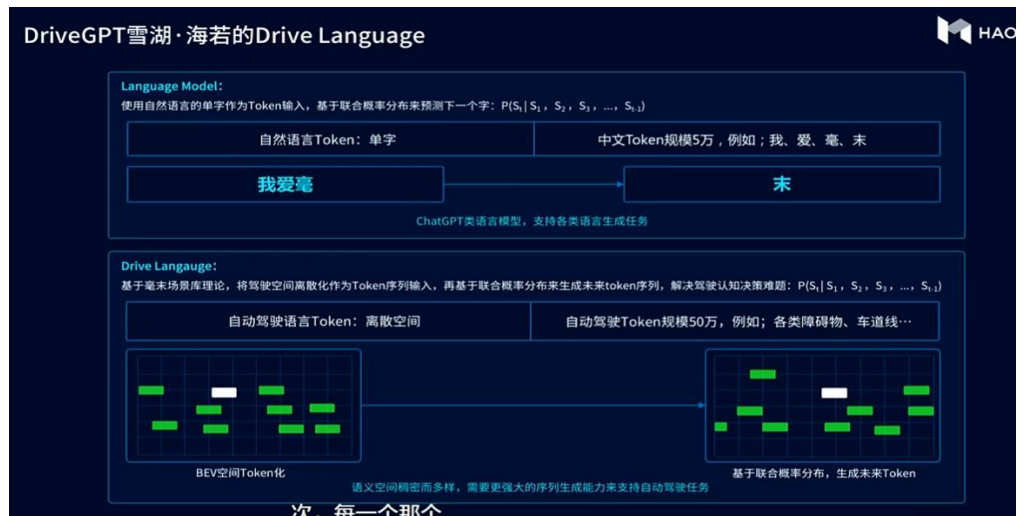 DriveGPT雪湖·海若的Drive Language
HAO
Language Model：
使用自然语言的单字作为Token输入，基于联合概率分布来预测下一个字：P(Sₜ| S₁ ，S₂ ，S₃ ，…，Sₜ₋₁)
自然语言Token：单字
中文Token规模5万，例如；我、爱、毫、末
我爱毫
末
ChatGPT类语言模型，支持各类语言生成任务
Drive Langauge：
基于毫末场景库理论，将驾驶空间离散化作为Token序列输入，再基于联合概率分布来生成未来token序列，解决驾驶认知决策难题：P(Sₜ| S₁ ，S₂ ，S₃ ，…，Sₜ₋₁)
自动驾驶语言Token：离散空间
自动驾驶Token规模50万，例如；各类障碍物、车道线…
BEV空间Token化
基于联合概率分布，生成未来Token
语义空间稠密而多样，需要更强大的序列生成能力来支持自动驾驶任务
次，每一个那个